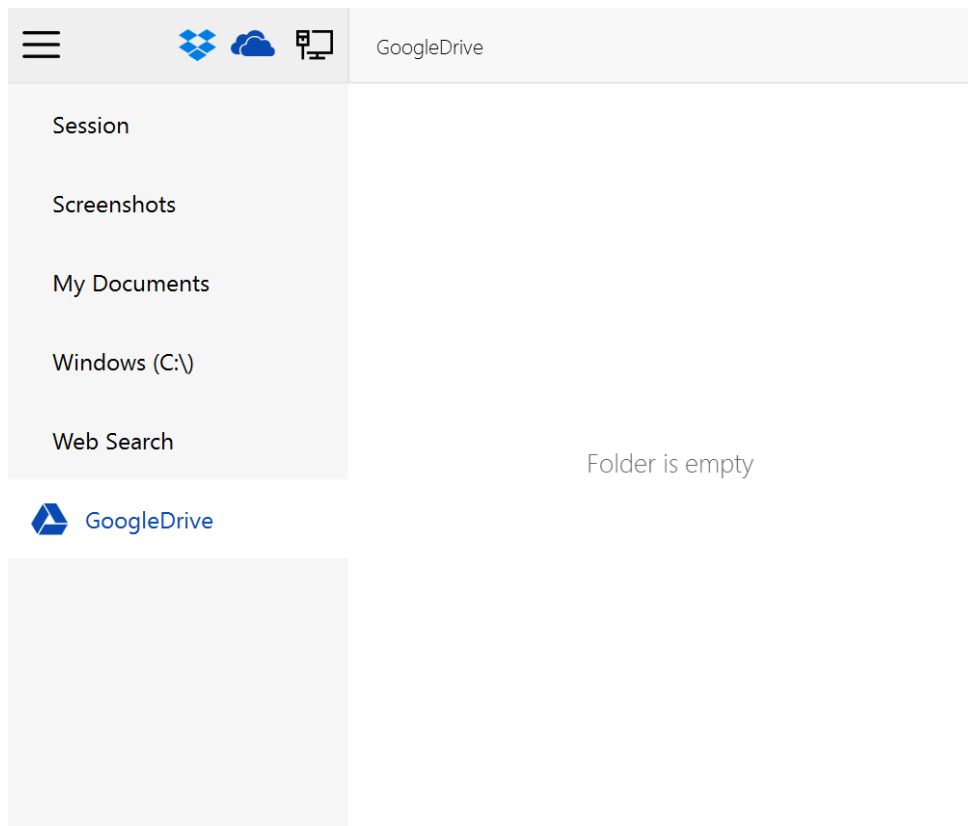 GoogleDrive
Session
Screenshots
My Documents
Windows (C:\)
Web Search
GoogleDrive
Folder is empty